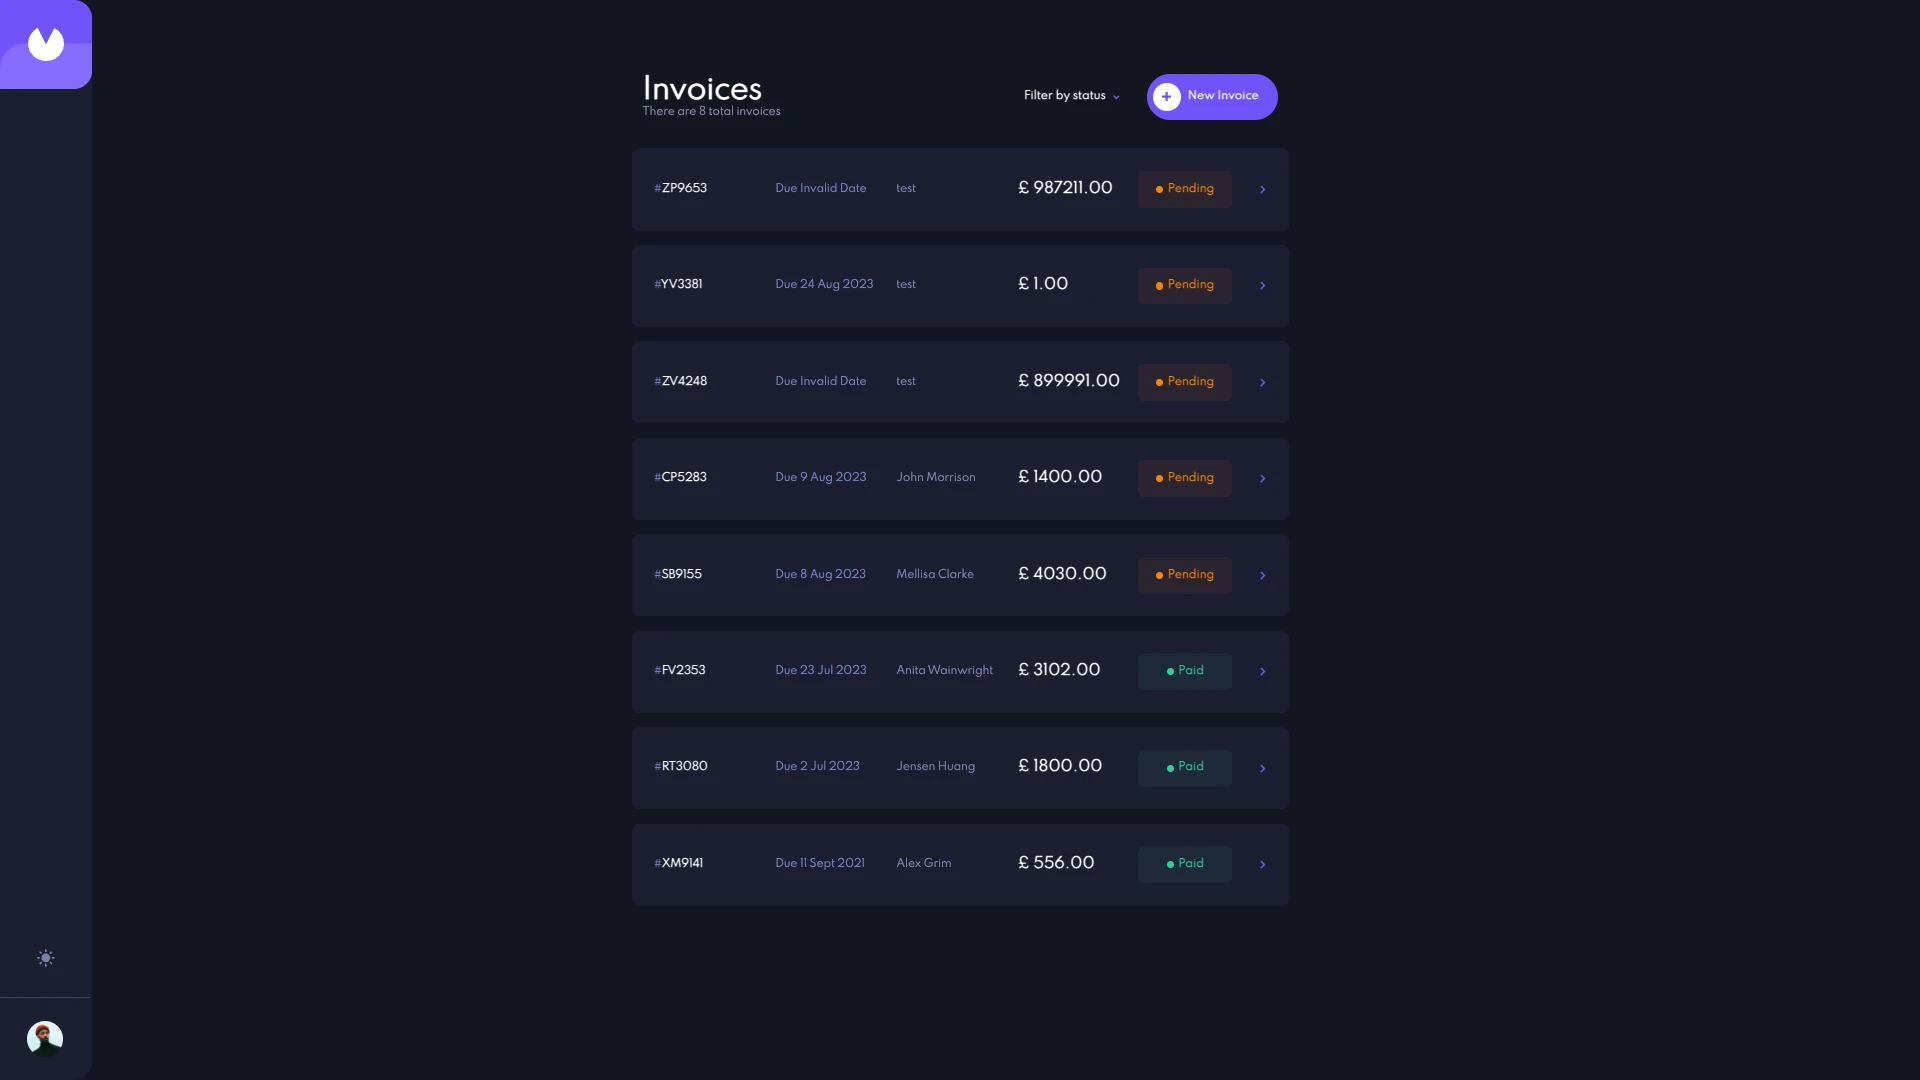 Invoices
There are 8 total invoices
Filter by status
New Invoice
#ZP9653 Due Invalid Date test £ 987211.00 Pending
#YV3381 Due 24 Aug 2023 test £ 1.00 Pending
#ZV4248 Due Invalid Date test £ 899991.00 Pending
#CP5283 Due 9 Aug 2023 John Morrison £ 1400.00 Pending
#SB9155 Due 8 Aug 2023 Mellisa Clarke £ 4030.00 Pending
#FV2353 Due 23 Jul 2023 Anita Wainwright £ 3102.00 Paid
#RT3080 Due 2 Jul 2023 Jensen Huang £ 1800.00 Paid
#XM9141 Due 11 Sept 2021 Alex Grim £ 556.00 Paid